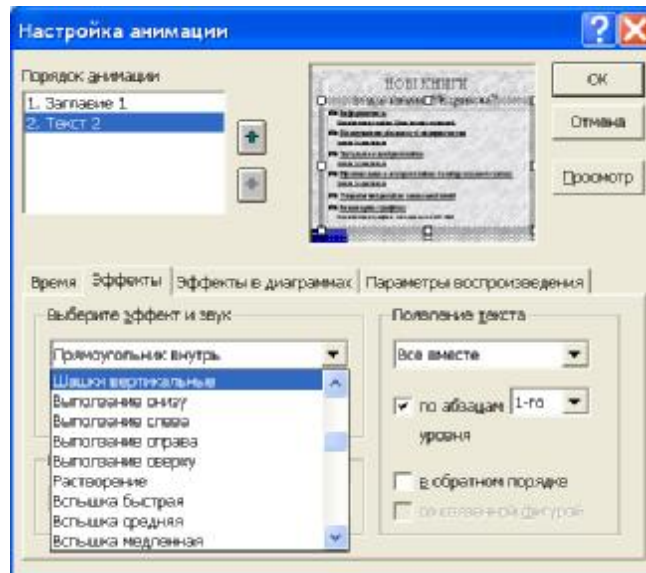 Настройка анимации
Порядок анимации
1. Заглавие 1
2. Текст 2
НОВІ КНИГИ
ОК
Отмена
Просмотр
Время
Эффекты
Эффекты в диаграммах
Параметры воспроизведения
Выберите эффект и звук
Прямоугольник внутрь
Шашки вертикальные
Выползание снизу
Выползание слева
Выползание справа
Выползание сверху
Растворение
Вспышка быстрая
Вспышка средняя
Вспышка медленная
Появление текста
Все вместе
по абзацам 1-го
уровня
в обратном порядке